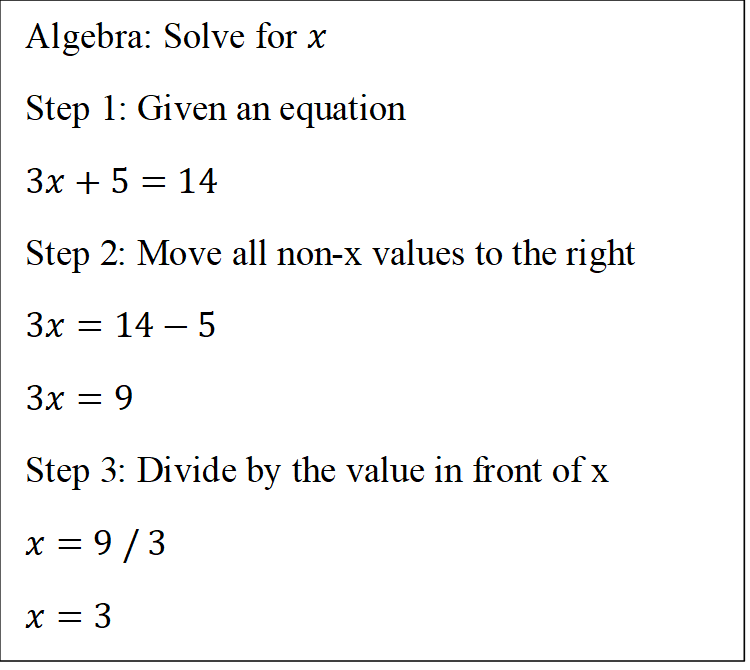 Algebra: Solve for 𝑥
Step 1: Given an equation
3𝑥 + 5 = 14
Step 2: Move all non-x values to the right
3𝑥 = 14 − 5
3𝑥 = 9
Step 3: Divide by the value in front of x
𝑥 = 9 / 3
𝑥 = 3